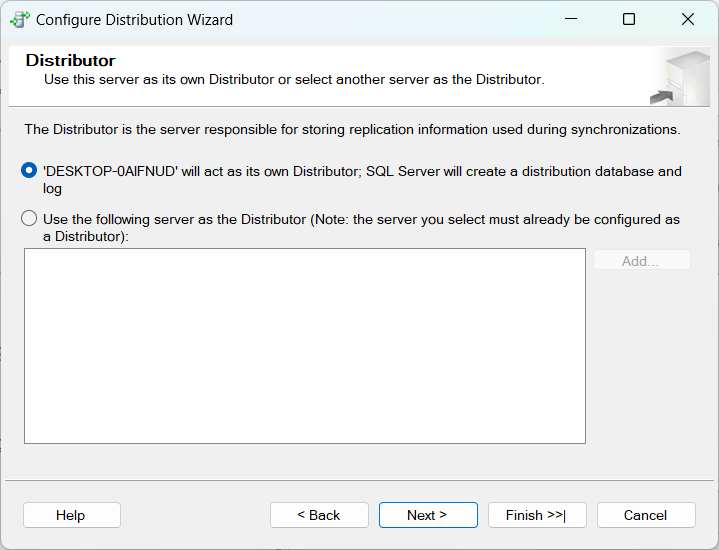 Configure Distribution Wizard
Distributor
Use this server as its own Distributor or select another server as the Distributor.
The Distributor is the server responsible for storing replication information used during synchronizations.
'DESKTOP-0AIFNUD' will act as its own Distributor; SQL Server will create a distribution database and
log
Use the following server as the Distributor (Note: the server you select must already be configured as
a Distributor):
Add...
Help
< Back
Next >
Finish >>|
Cancel